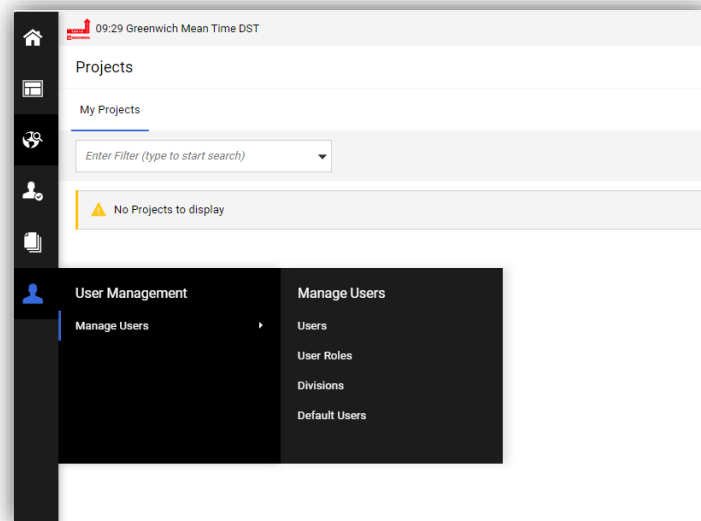 09:29 Greenwich Mean Time DST
Projects
My Projects
Enter Filter (type to start search)
No Projects to display
User Management
Manage Users
Manage Users
Users
User Roles
Divisions
Default Users